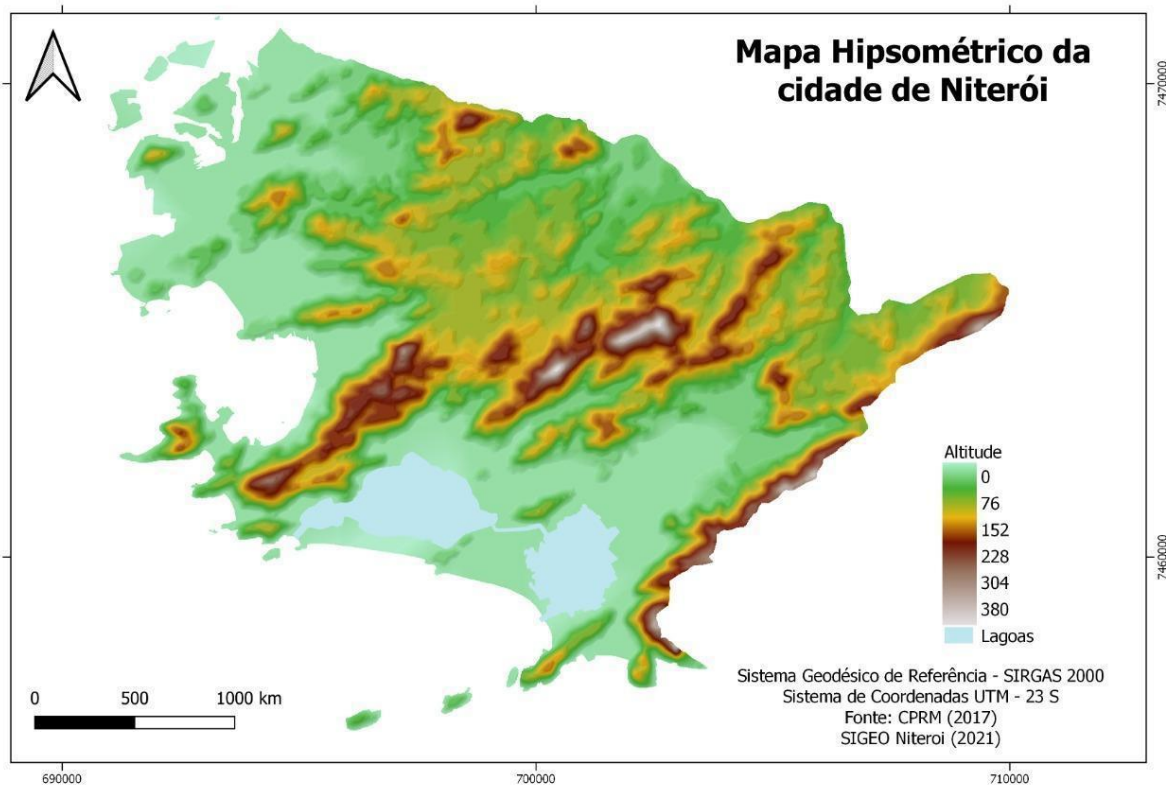 Mapa Hipsométrico da
cidade de Niterói
7470000
Altitude
0
76
152
228
304
380
Lagoas
7460000
Sistema Geodésico de Referência - SIRGAS 2000
Sistema de Coordenadas UTM - 23 S
Fonte: CPRM (2017)
SIGEO Niteroi (2021)
0 500 1000 km
690000 700000 710000